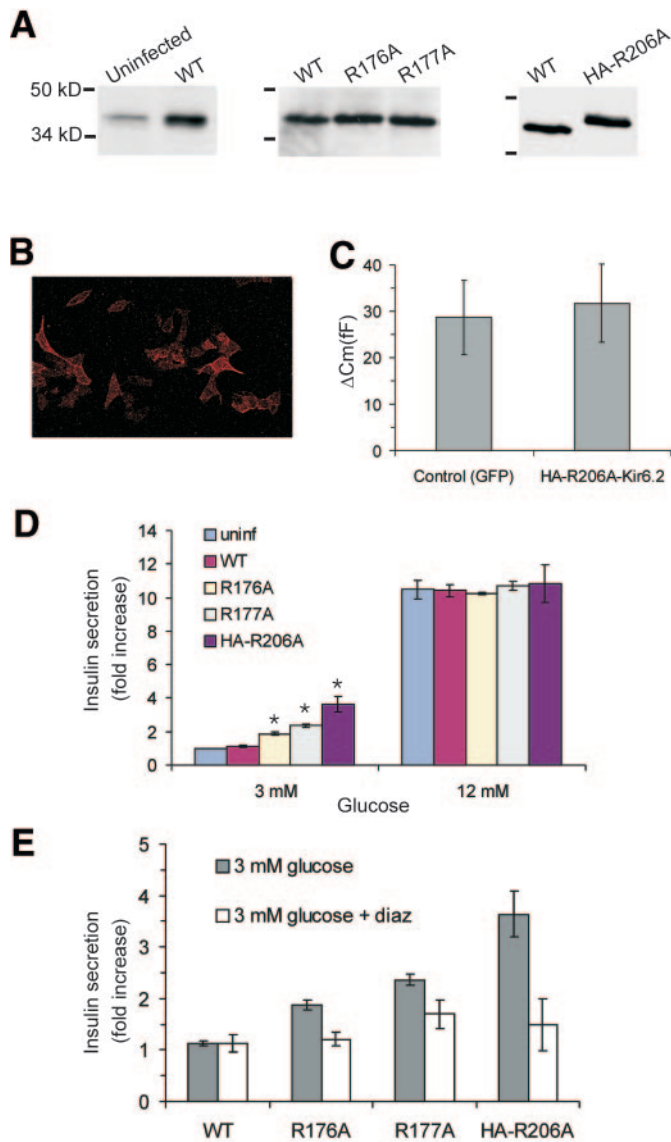 A
Uninfected
WT
WT
R176A
R177A
WT
HA-R206A
50 kD
34 kD
B
C
40
30
20
10
0
ΔCm(fF)
Control (GFP)
HA-R206A-Kir6.2
D
14
12
10
8
6
4
2
0
Insulin secretion
(fold increase)
uninf
WT
R176A
R177A
HA-R206A
* * *
3 mM
12 mM
Glucose
E
5
4
3
2
1
0
Insulin secretion
(fold increase)
3 mM glucose
3 mM glucose + diaz
WT
R176A
R177A
HA-R206A